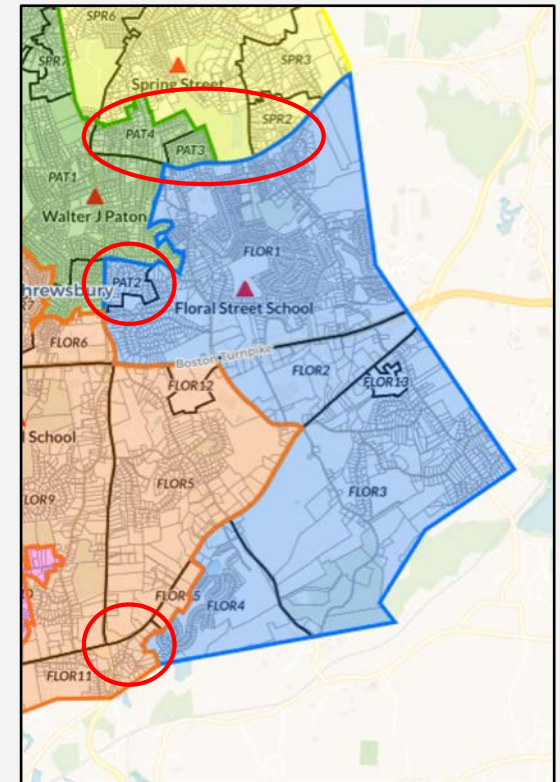 SPR6
SPR7
SPR3
Spring Street
SPR2
PAT4
PAT3
PAT1
Walter J Paton
FLOR1
PAT2
hrewsbury
Floral Street School
FLOR6
Boston Turnpike
FLOR2
FLOR12
FLOR13
l School
FLOR5
FLOR3
LOR9
FLOR4
FLOR11